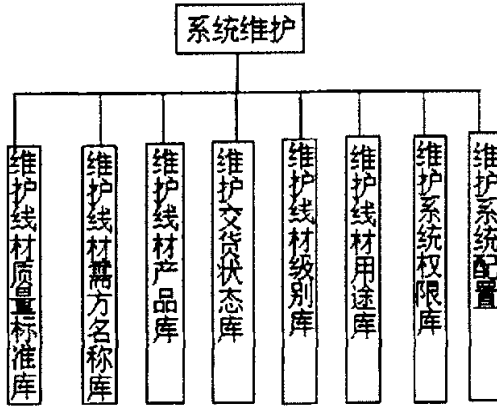 系统维护
维护线材质量标准库
维护线材需方名称库
维护线材产品库
维护交货状态库
维护线材级别库
维护线材用途库
维护系统权限库
维护系统配置